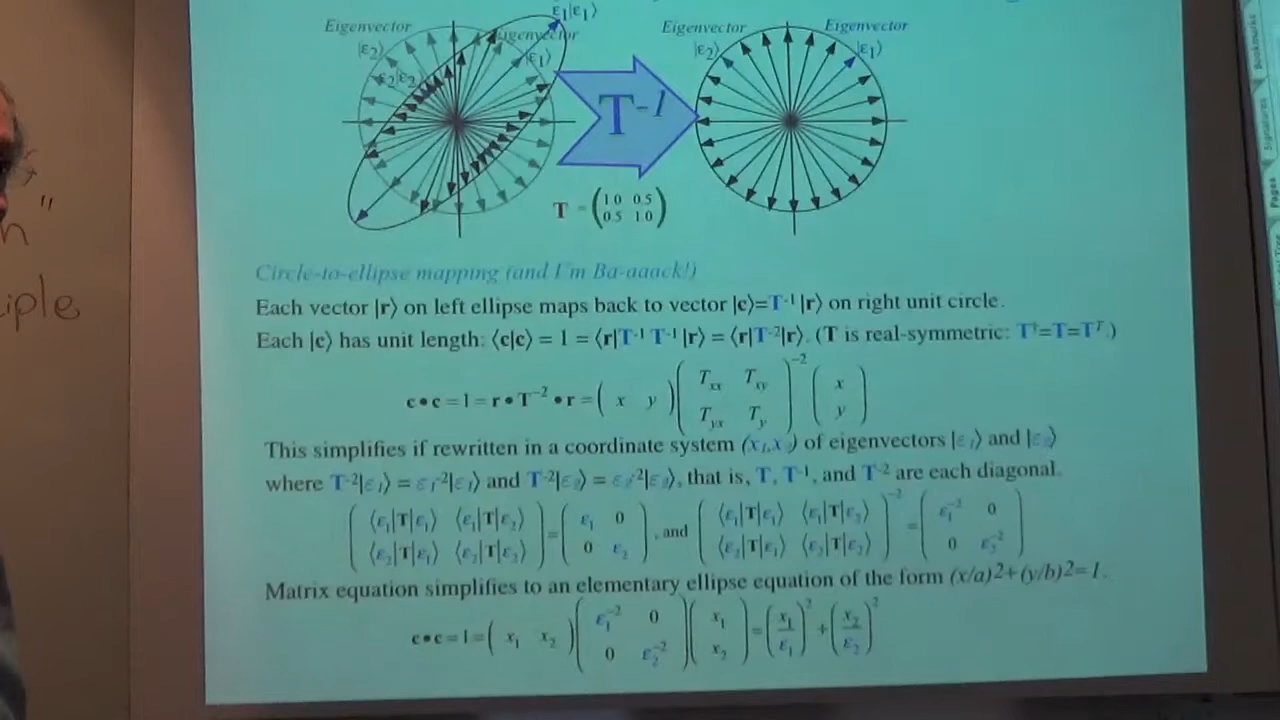 ε₁|ε₁⟩
Eigenvector
Eigenvector
|ε₂⟩
|ε₁⟩
ε₂|ε₂
T⁻¹
Eigenvector
Eigenvector
|ε₂⟩
|ε₁⟩
T = (1.0 0.5
0.5 1.0)
Circle-to-ellipse mapping (and I'm Ba-aaack!)
Each vector |r⟩ on left ellipse maps back to vector |c⟩=T⁻¹|r⟩ on right unit circle.
Each |c⟩ has unit length: ⟨c|c⟩ = 1 = ⟨r|T⁻¹ T⁻¹|r⟩ = ⟨r|T⁻²|r⟩. (T is real-symmetric: T†=T=Tᵀ.)
c•c=1=r•T⁻²•r=( x y ) ( Txx Txy
Tyx Ty )⁻² ( x
y )
This simplifies if rewritten in a coordinate system (x₁,x₂) of eigenvectors |ε₁⟩ and |ε₂⟩
where T⁻²|ε₁⟩ = ε₁⁻²|ε₁⟩ and T⁻²|ε₂⟩ = ε₂⁻²|ε₂⟩, that is, T, T⁻¹, and T⁻² are each diagonal.
( ⟨ε₁|T|ε₁⟩ ⟨ε₁|T|ε₂⟩
⟨ε₂|T|ε₁⟩ ⟨ε₂|T|ε₂⟩ ) = ( ε₁ 0
0 ε₂ ), and ( ⟨ε₁|T|ε₁⟩ ⟨ε₁|T|ε₂⟩
⟨ε₂|T|ε₁⟩ ⟨ε₂|T|ε₂⟩ )⁻² = ( ε₁⁻² 0
0 ε₂⁻² )
Matrix equation simplifies to an elementary ellipse equation of the form (x/a)2+(y/b)2=1.
c•c=1=( x₁ x₂ ) ( ε₁⁻² 0
0 ε₂⁻² ) ( x₁
x₂ ) = (x₁/ε₁)² + (x₂/ε₂)²
Bookmarks
Signatures
Pages